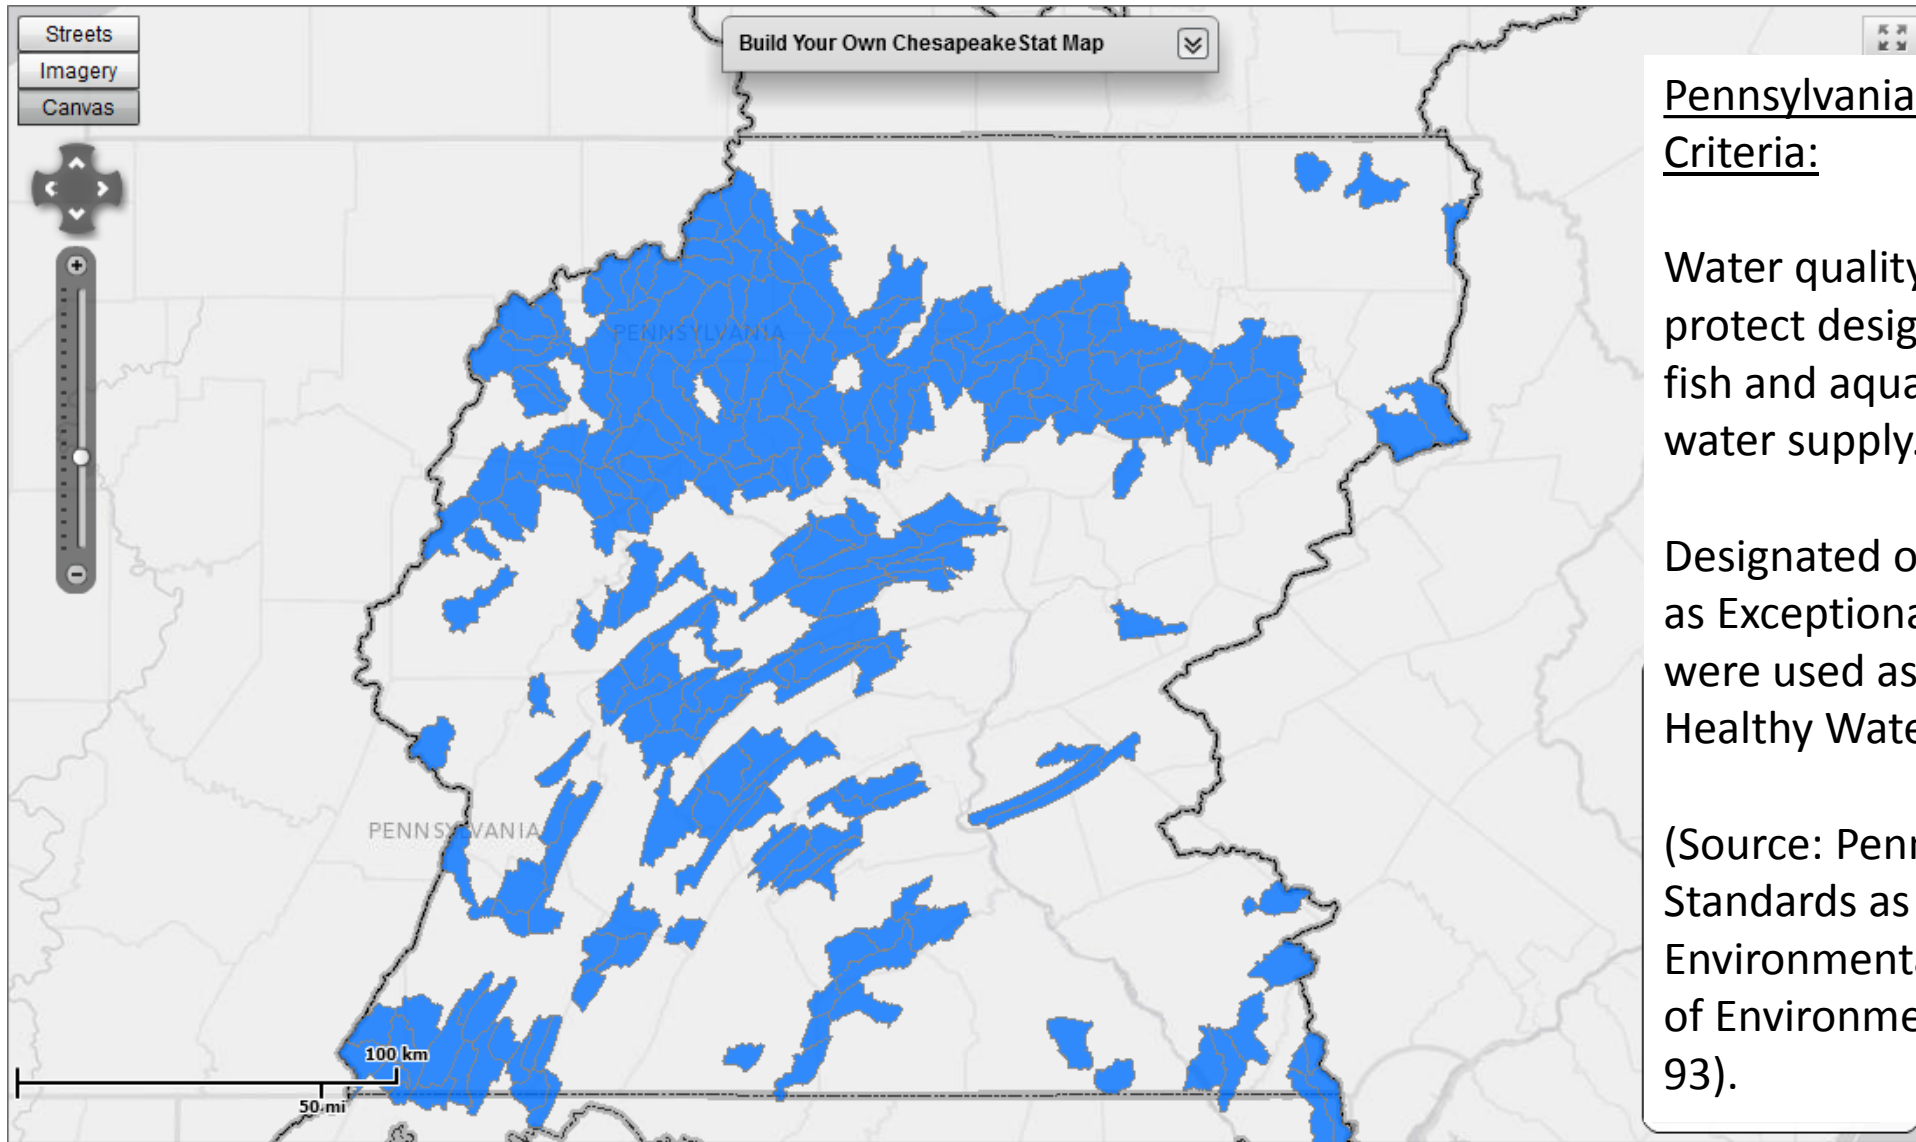 Streets
Imagery
Canvas
Build Your Own ChesapeakeStat Map
PENNSYLVANIA
PENNSYLVANIA
100 km
50 mi
Pennsylvania
Criteria:
Water quality
protect desig
fish and aqua
water supply.
Designated o
as Exceptiona
were used as
Healthy Wate
(Source: Penn
Standards as
Environmenta
of Environme
93).